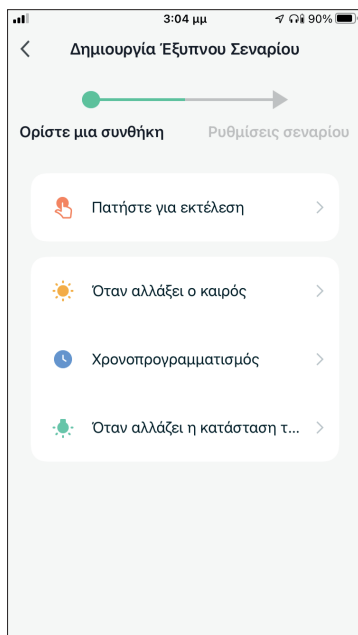 3:04 μμ 90%
Δημιουργία Έξυπνου Σεναρίου
Ορίστε μια συνθήκη Ρυθμίσεις σεναρίου
Πατήστε για εκτέλεση
Όταν αλλάξει ο καιρός
Χρονοπρογραμματισμός
Όταν αλλάζει η κατάσταση τ...